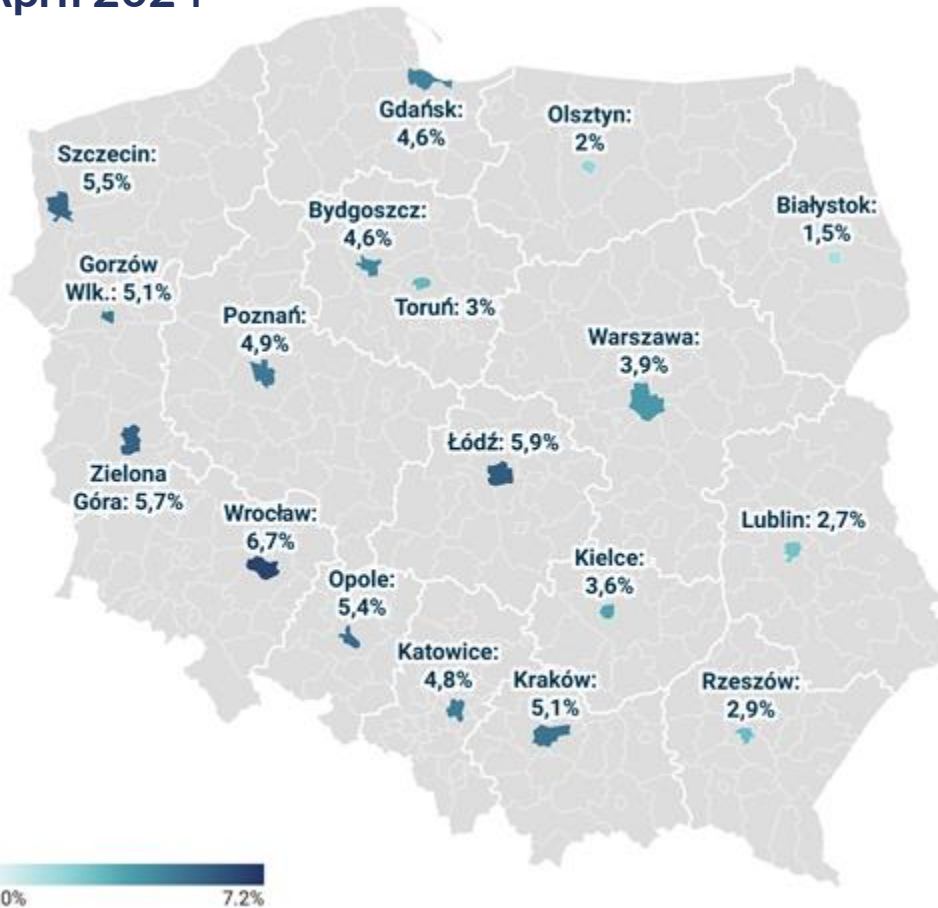 April 2024
Gdańsk:
4,6%
Olsztyn:
2%
Szczecin:
5,5%
Białystok:
1,5%
Bydgoszcz:
4,6%
Gorzów
Wlk.: 5,1%
Toruń: 3%
Poznań:
4,9%
Warszawa:
3,9%
Łódź: 5,9%
Zielona
Góra: 5,7%
Wrocław:
6,7%
Lublin: 2,7%
Kielce:
3,6%
Opole:
5,4%
Katowice:
4,8%
Kraków:
5,1%
Rzeszów:
2,9%
0%
7.2%